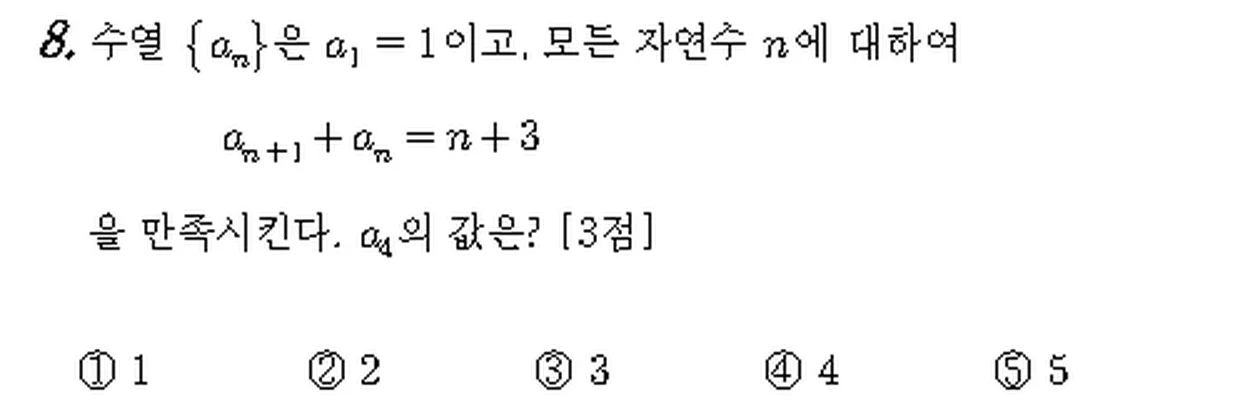 8. 수열 {aₙ}은 a₁ = 1이고, 모든 자연수 n에 대하여
aₙ₊₁ + aₙ = n + 3
을 만족시킨다. a₄의 값은? [3점]
① 1 ② 2 ③ 3 ④ 4 ⑤ 5